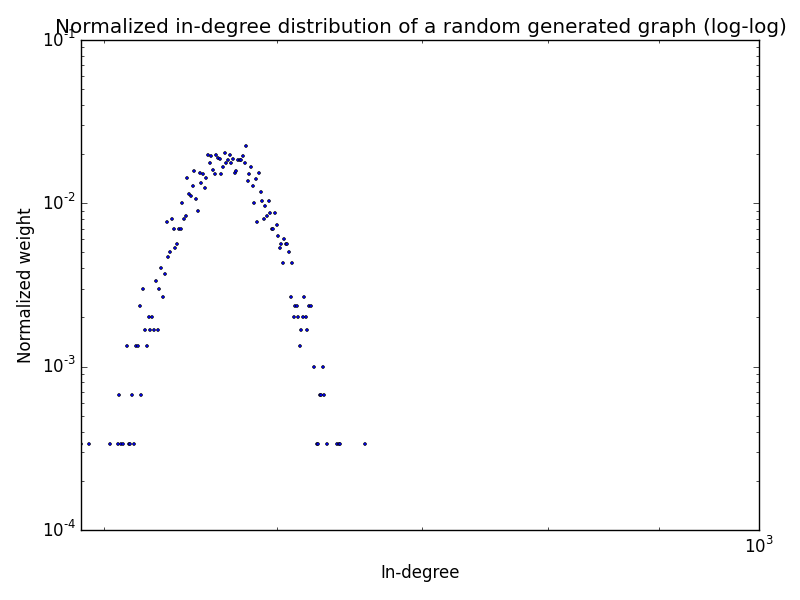 Normalized in-degree distribution of a random generated graph (log-log)
10^-1
10^-2
10^-3
10^-4
Normalized weight
10^3
In-degree